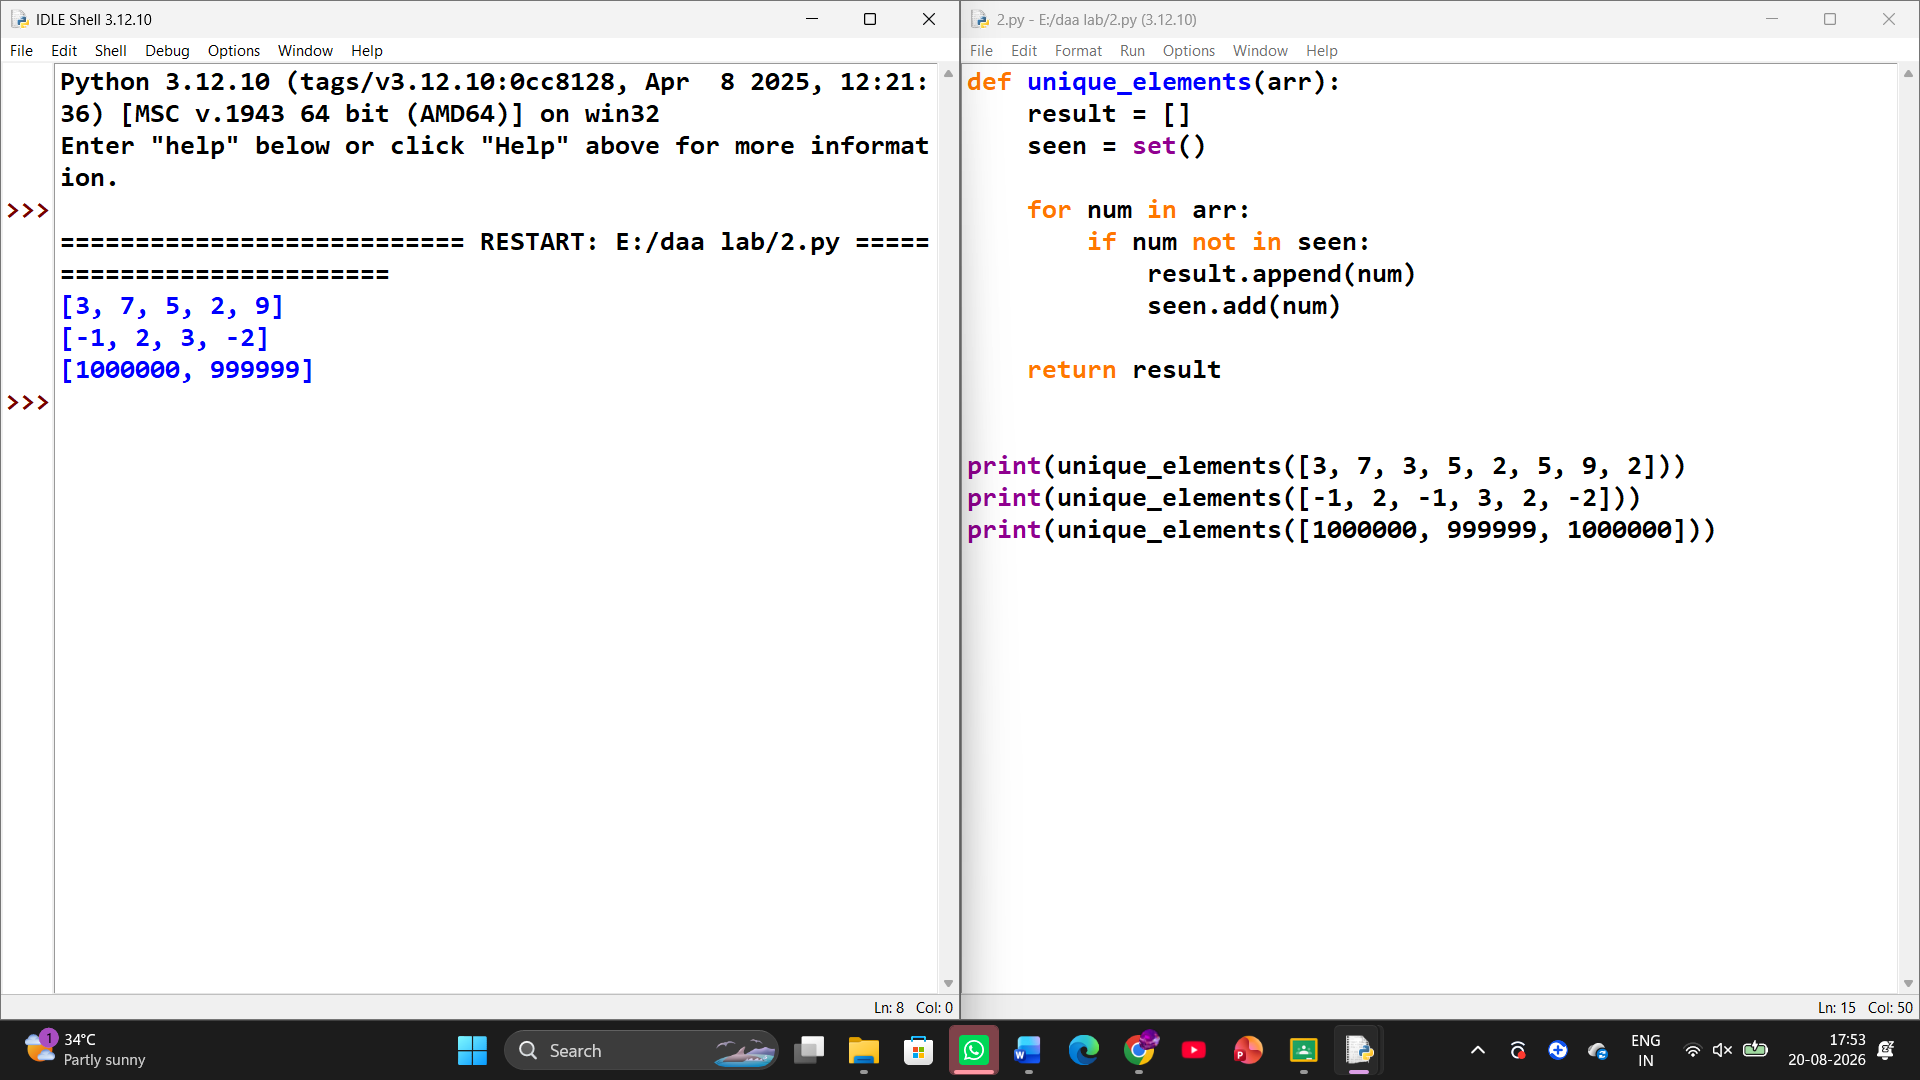 IDLE Shell 3.12.10
File Edit Shell Debug Options Window Help
Python 3.12.10 (tags/v3.12.10:0cc8128, Apr  8 2025, 12:21:
36) [MSC v.1943 64 bit (AMD64)] on win32
Enter "help" below or click "Help" above for more informat
ion.
>>>
=========================== RESTART: E:/daa lab/2.py =====
======================
[3, 7, 5, 2, 9]
[-1, 2, 3, -2]
[1000000, 999999]
>>>
Ln: 8 Col: 0
2.py - E:/daa lab/2.py (3.12.10)
File Edit Format Run Options Window Help
def unique_elements(arr):
    result = []
    seen = set()
    for num in arr:
        if num not in seen:
            result.append(num)
            seen.add(num)
    return result
print(unique_elements([3, 7, 3, 5, 2, 5, 9, 2]))
print(unique_elements([-1, 2, -1, 3, 2, -2]))
print(unique_elements([1000000, 999999, 1000000]))
Ln: 15 Col: 50
1
34°C
Partly sunny
Search
ENG
IN
17:53
20-08-2026